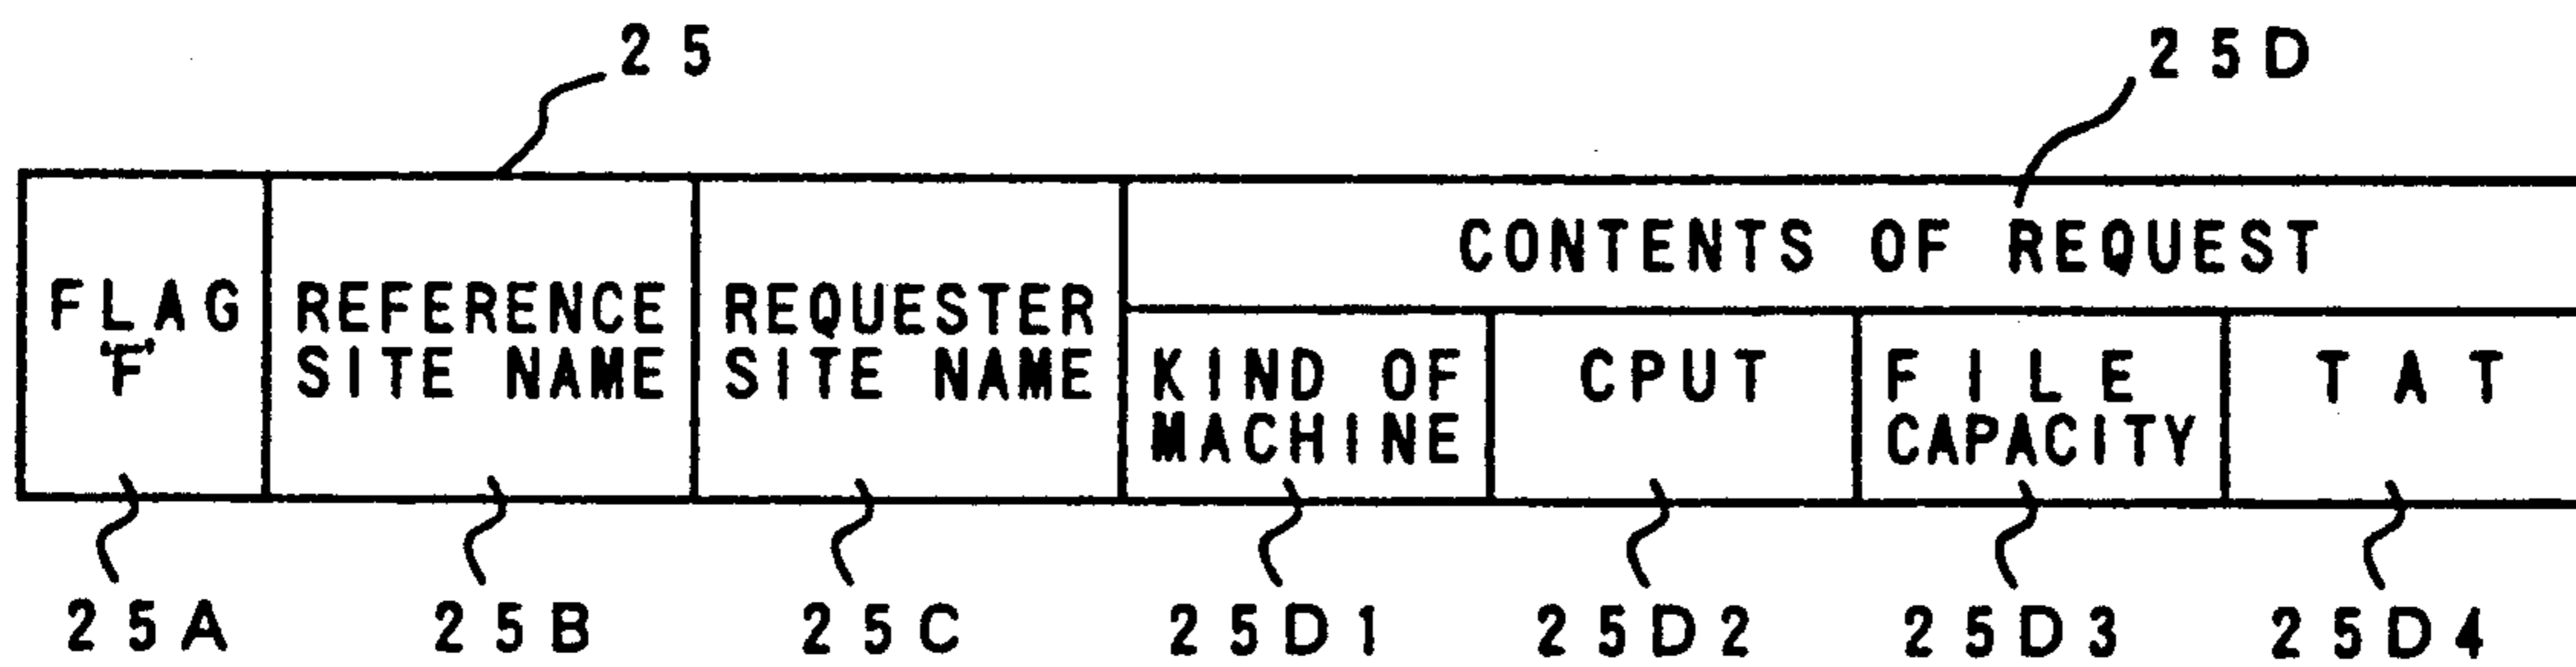 25
25D
CONTENTS OF REQUEST
FLAG
'F'
REFERENCE
SITE NAME
REQUESTER
SITE NAME
KIND OF
MACHINE
CPUT
FILE
CAPACITY
TAT
25A
25B
25C
25D1
25D2
25D3
25D4